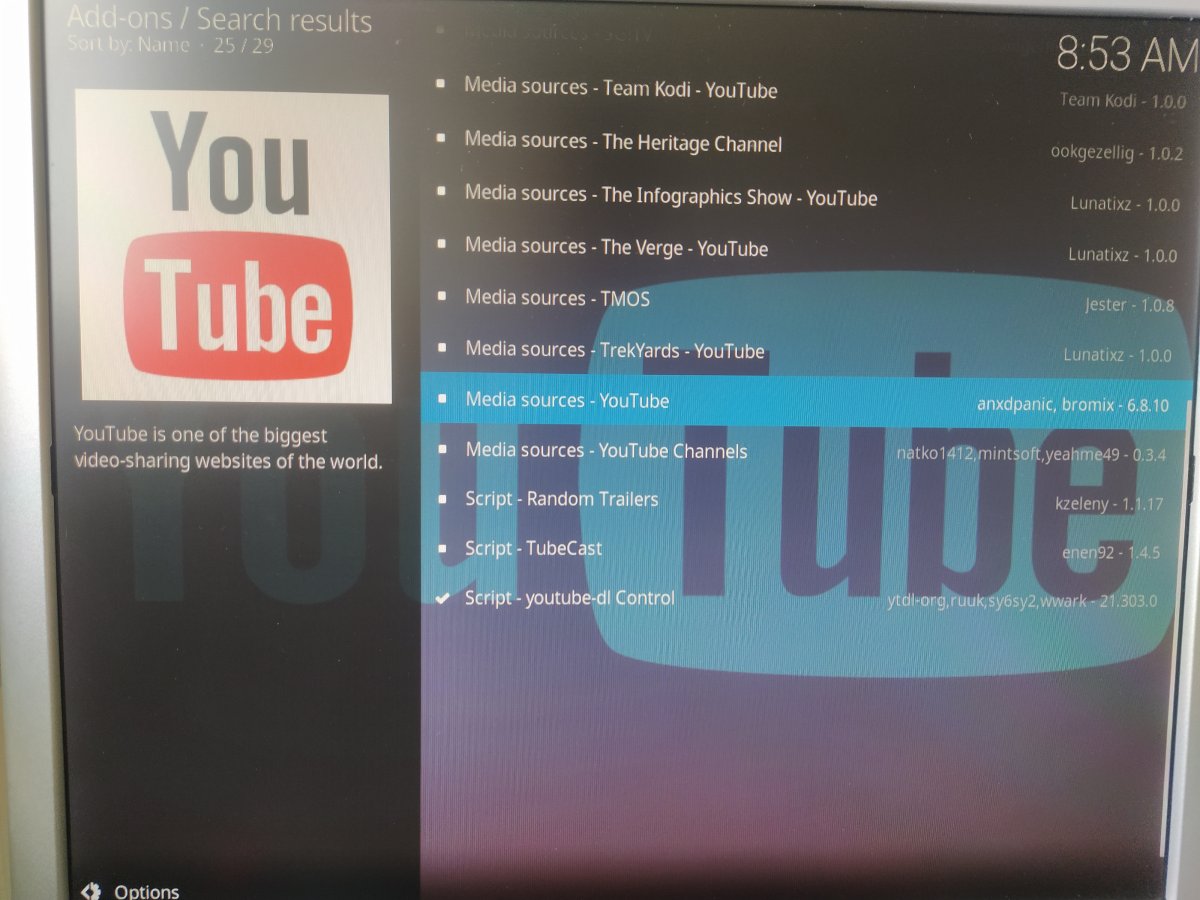 Add-ons / Search results
Sort by: Name · 25 / 29
8:53 AM
You
Tube
YouTube is one of the biggest
video-sharing websites of the world.
Media sources - SGTV
Media sources - Team Kodi - YouTube Team Kodi - 1.0.0
Media sources - The Heritage Channel ookgezellig - 1.0.2
Media sources - The Infographics Show - YouTube Lunatixz - 1.0.0
Media sources - The Verge - YouTube Lunatixz - 1.0.0
Media sources - TMOS Jester - 1.0.8
Media sources - TrekYards - YouTube Lunatixz - 1.0.0
Media sources - YouTube anxdpanic, bromix - 6.8.10
Media sources - YouTube Channels natko1412,mintsoft,yeahme49 - 0.3.4
Script - Random Trailers kzeleny - 1.1.17
Script - TubeCast enen92 - 1.4.5
Script - youtube-dl Control ytdl-org,ruuk,sy6sy2,wwark - 21.303.0
YouTube
Options